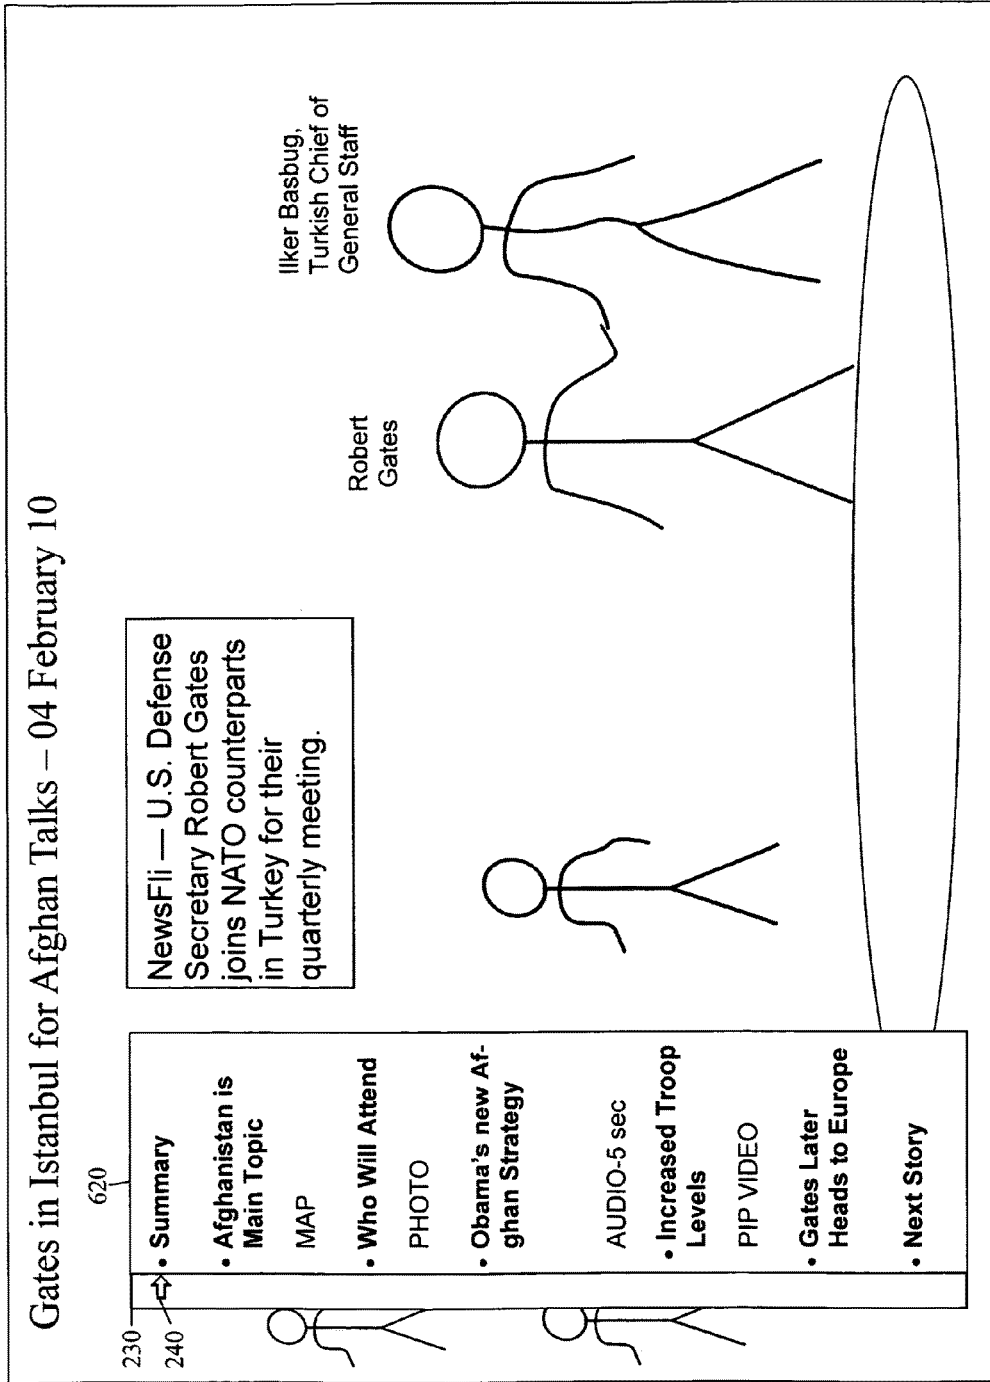 Gates in Istanbul for Afghan Talks – 04 February 10
620
230
240
• Summary
• Afghanistan is
Main Topic
MAP
• Who Will Attend
PHOTO
• Obama's new Af-
ghan Strategy
AUDIO-5 sec
• Increased Troop
Levels
PIP VIDEO
• Gates Later
Heads to Europe
• Next Story
NewsFli — U.S. Defense
Secretary Robert Gates
joins NATO counterparts
in Turkey for their
quarterly meeting.
Robert
Gates
Ilker Basbug,
Turkish Chief of
General Staff